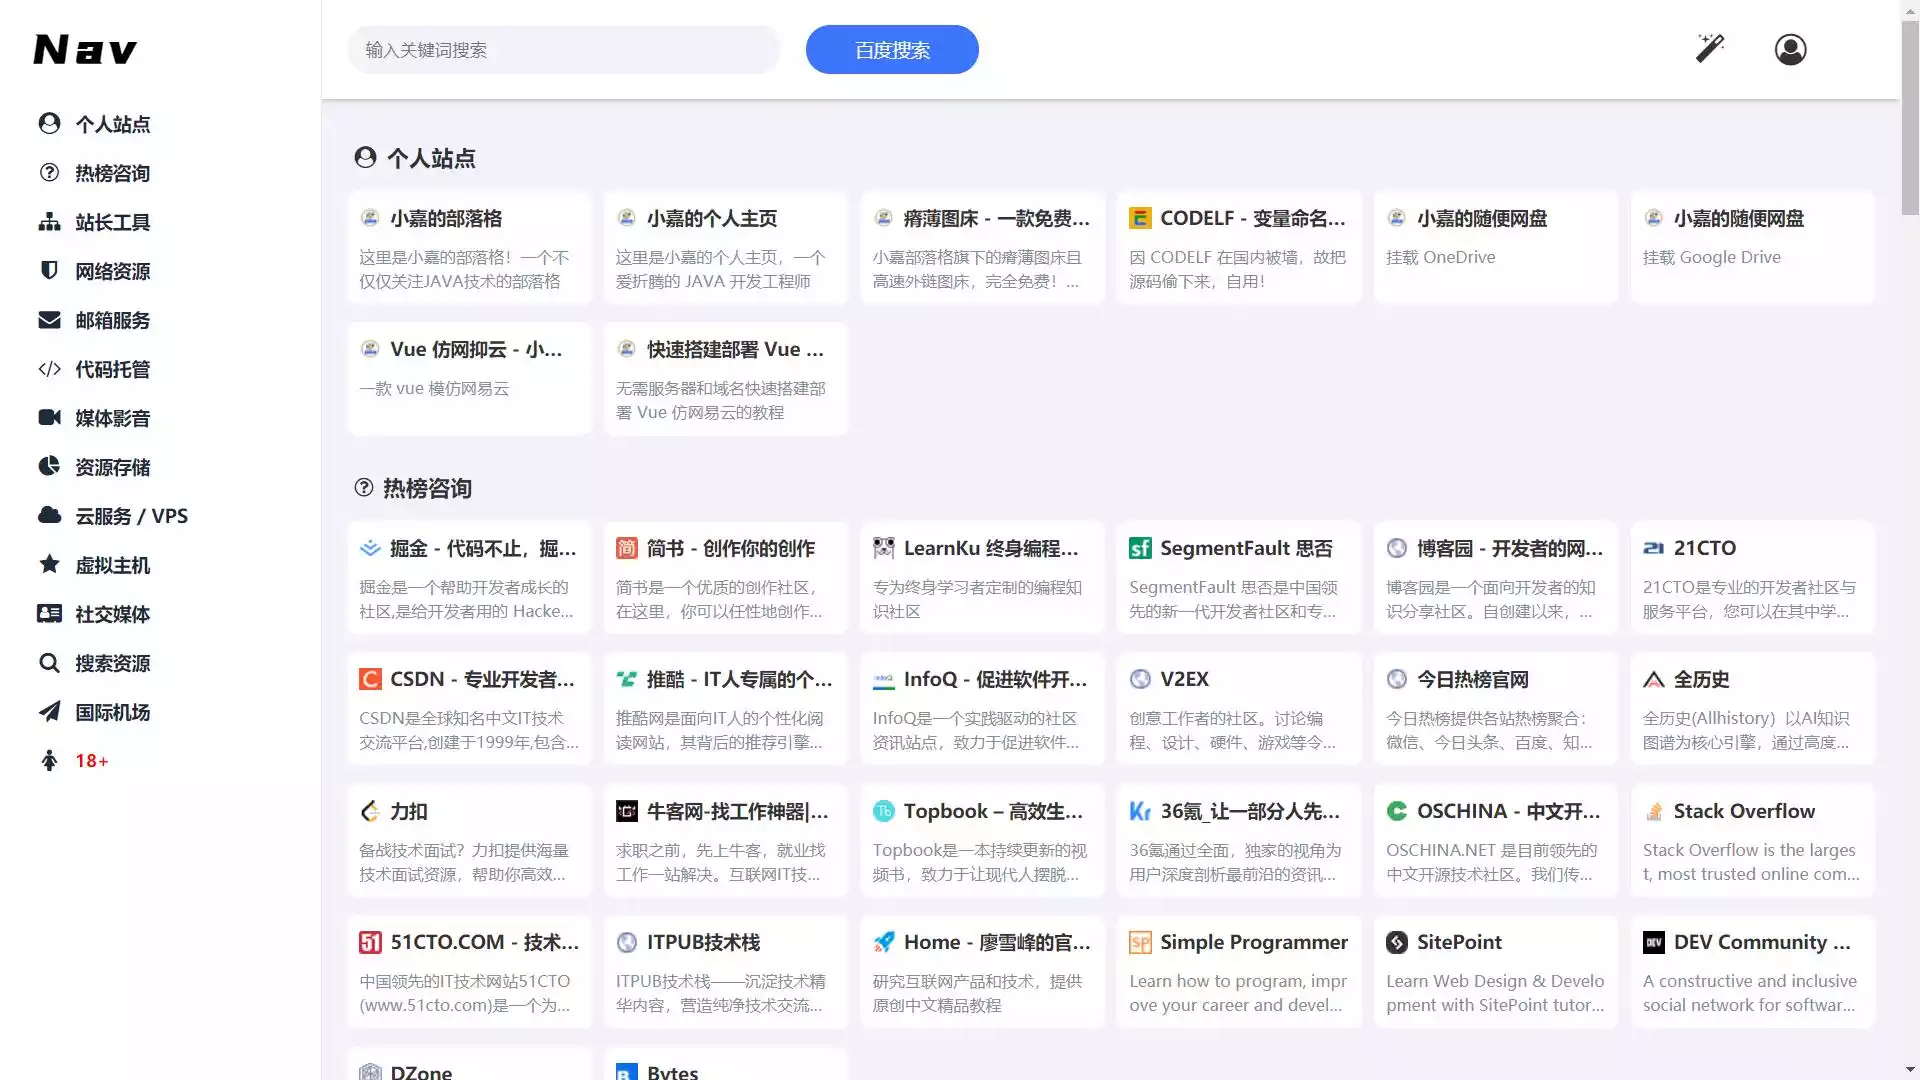 Nav
输入关键词搜索
百度搜索
个人站点
热榜咨询
站长工具
网络资源
邮箱服务
代码托管
媒体影音
资源存储
云服务 / VPS
虚拟主机
社交媒体
搜索资源
国际机场
18+
个人站点
小嘉的部落格
这里是小嘉的部落格！一个不
仅仅关注JAVA技术的部落格
小嘉的个人主页
这里是小嘉的个人主页，一个
爱折腾的 JAVA 开发工程师
瘠薄图床 - 一款免费...
小嘉部落格旗下的瘠薄图床且
高速外链图床，完全免费！...
CODELF - 变量命名...
因 CODELF 在国内被墙，故把
源码偷下来，自用！
小嘉的随便网盘
挂载 OneDrive
小嘉的随便网盘
挂载 Google Drive
Vue 仿网抑云 - 小...
一款 vue 模仿网易云
快速搭建部署 Vue ...
无需服务器和域名快速搭建部
署 Vue 仿网易云的教程
热榜咨询
掘金 - 代码不止，掘...
掘金是一个帮助开发者成长的
社区,是给开发者用的 Hacke...
简
简书 - 创作你的创作
简书是一个优质的创作社区，
在这里，你可以任性地创作...
LearnKu 终身编程...
专为终身学习者定制的编程知
识社区
sf
SegmentFault 思否
SegmentFault 思否是中国领
先的新一代开发者社区和专...
博客园 - 开发者的网...
博客园是一个面向开发者的知
识分享社区。自创建以来，...
21
21CTO
21CTO是专业的开发者社区与
服务平台，您可以在其中学...
C
CSDN - 专业开发者...
CSDN是全球知名中文IT技术
交流平台,创建于1999年,包含...
推酷 - IT人专属的个...
推酷网是面向IT人的个性化阅
读网站，其背后的推荐引擎...
InfoQ - 促进软件开...
InfoQ是一个实践驱动的社区
资讯站点，致力于促进软件...
V2EX
创意工作者的社区。讨论编
程、设计、硬件、游戏等令...
今日热榜官网
今日热榜提供各站热榜聚合：
微信、今日头条、百度、知...
全历史
全历史(Allhistory）以AI知识
图谱为核心引擎，通过高度...
力扣
备战技术面试？力扣提供海量
技术面试资源，帮助你高效...
牛客网-找工作神器|...
求职之前，先上牛客，就业找
工作一站解决。互联网IT技...
Tb
Topbook – 高效生...
Topbook是一本持续更新的视
频书，致力于让现代人摆脱...
Kr
36氪_让一部分人先...
36氪通过全面，独家的视角为
用户深度剖析最前沿的资讯...
OSCHINA - 中文开...
OSCHINA.NET 是目前领先的
中文开源技术社区。我们传...
Stack Overflow
Stack Overflow is the larges
t, most trusted online com...
51
51CTO.COM - 技术...
中国领先的IT技术网站51CTO
(www.51cto.com)是一个为...
ITPUB技术栈
ITPUB技术栈——沉淀技术精
华内容，营造纯净技术交流...
Home - 廖雪峰的官...
研究互联网产品和技术，提供
原创中文精品教程
SP
Simple Programmer
Learn how to program, impr
ove your career and devel...
SitePoint
Learn Web Design & Develo
pment with SitePoint tutor...
DEV
DEV Community ...
A constructive and inclusive
social network for softwar...
DZone
B
Bytes